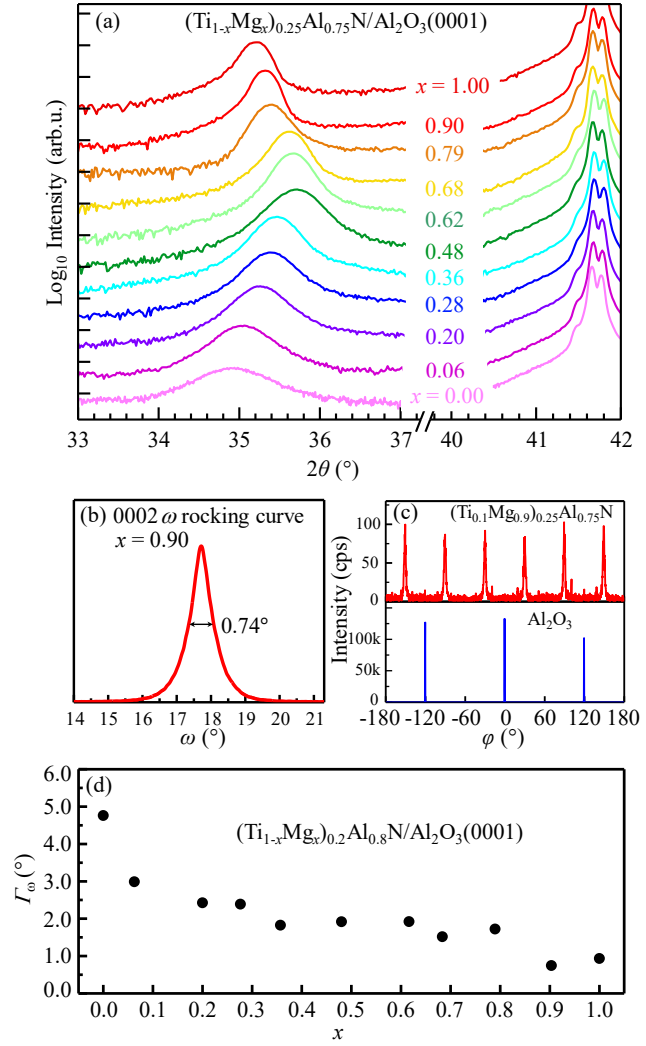 (a) (Ti1-xMgx)0.25Al0.75N/Al2O3(0001)
Log10 Intensity (arb.u.)
x = 1.00
0.90
0.79
0.68
0.62
0.48
0.36
0.28
0.20
0.06
x = 0.00
33 34 35 36 37 40 41 42
2θ (°)
(b) 0002 ω rocking curve
x = 0.90
0.74°
14 15 16 17 18 19 20 21
ω (°)
(c) (Ti0.1Mg0.9)0.25Al0.75N
Intensity (cps)
100
50
0
Al2O3
100k
50k
0
-180 -120 -60 0 60 120 180
φ (°)
(d)
(Ti1-xMgx)0.2Al0.8N/Al2O3(0001)
Γω (°)
6.0
5.0
4.0
3.0
2.0
1.0
0.0
0.0 0.1 0.2 0.3 0.4 0.5 0.6 0.7 0.8 0.9 1.0
x